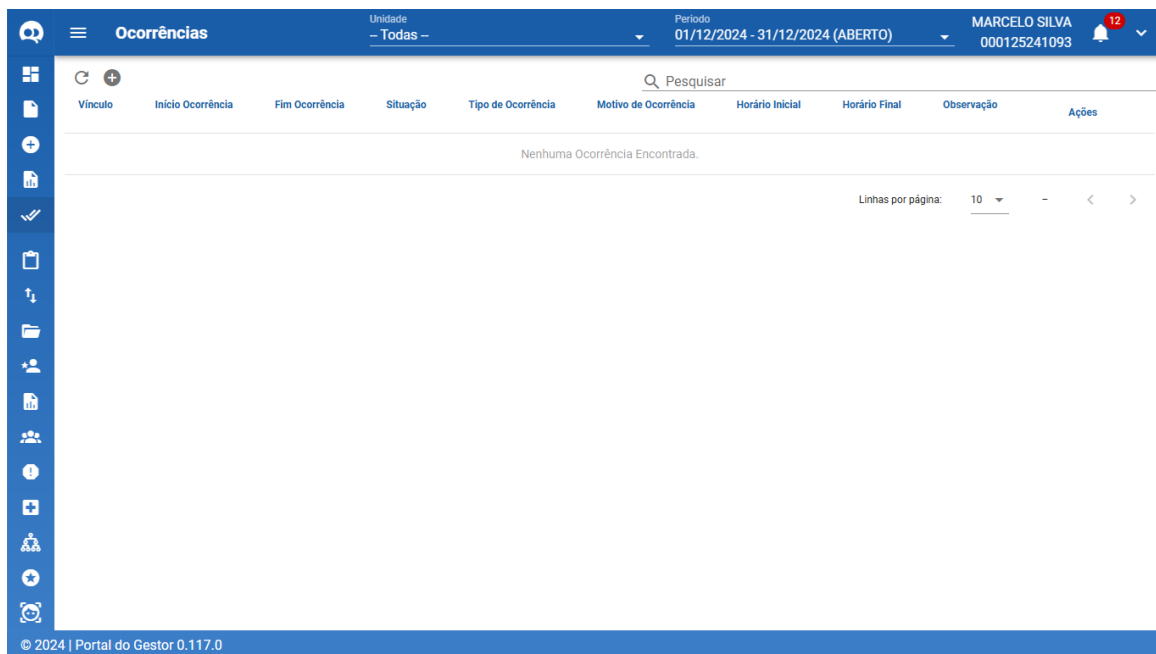 Ocorrências
Unidade
-- Todas --
Periodo
01/12/2024 - 31/12/2024 (ABERTO)
MARCELO SILVA
000125241093
12
Pesquisar
Vínculo Início Ocorrência Fim Ocorrência Situação Tipo de Ocorrência Motivo de Ocorrência Horário Inicial Horário Final Observação Ações
Nenhuma Ocorrência Encontrada.
Linhas por página: 10 –
© 2024 | Portal do Gestor 0.117.0